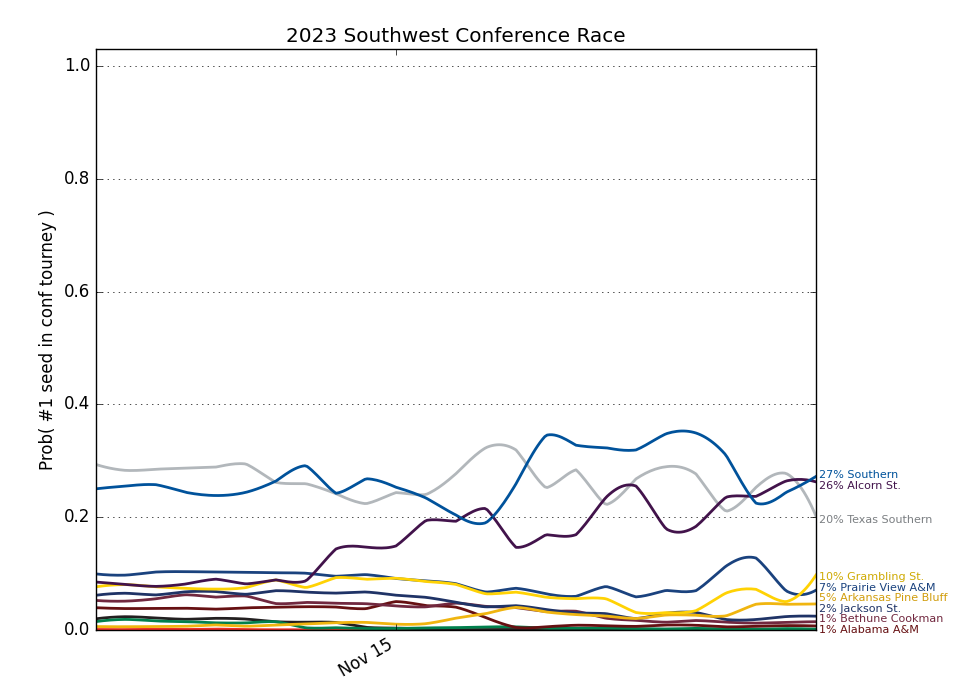 2023 Southwest Conference Race
Prob( #1 seed in conf tourney )
1.0
0.8
0.6
0.4
0.2
0.0
Nov 15
27% Southern
26% Alcorn St.
20% Texas Southern
10% Grambling St.
7% Prairie View A&M
5% Arkansas Pine Bluff
2% Jackson St.
1% Bethune Cookman
1% Alabama A&M